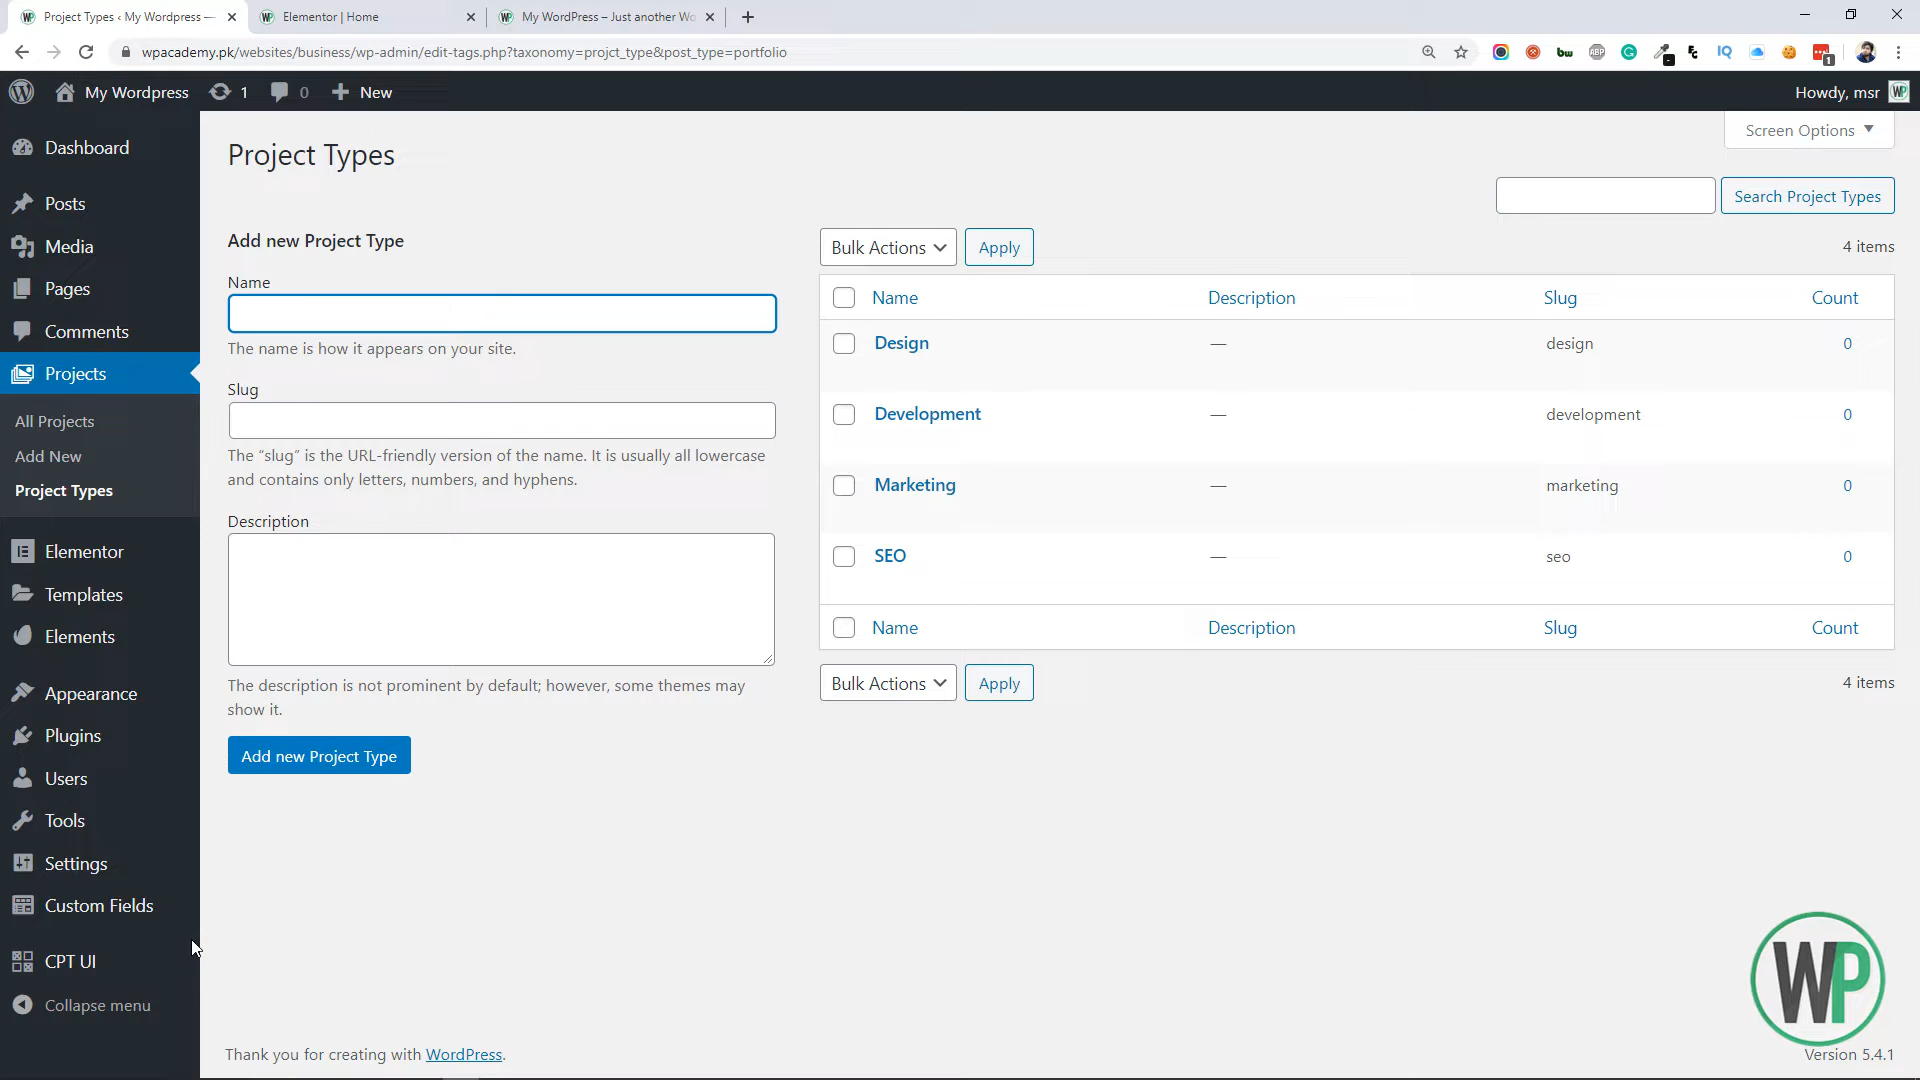 Project Types ‹ My Wordpress —
Elementor | Home
My WordPress – Just another Wo
wpacademy.pk/websites/business/wp-admin/edit-tags.php?taxonomy=projct_type&post_type=portfolio
My Wordpress
1
0
New
Howdy, msr
Screen Options
Dashboard
Posts
Media
Pages
Comments
Projects
All Projects
Add New
Project Types
Elementor
Templates
Elements
Appearance
Plugins
Users
Tools
Settings
Custom Fields
CPT UI
Collapse menu
Project Types
Search Project Types
Add new Project Type
Name
The name is how it appears on your site.
Slug
The “slug” is the URL-friendly version of the name. It is usually all lowercase
and contains only letters, numbers, and hyphens.
Description
The description is not prominent by default; however, some themes may
show it.
Add new Project Type
Bulk Actions Apply 4 items
Name Description Slug Count
Design — design 0
Development — development 0
Marketing — marketing 0
SEO — seo 0
Name Description Slug Count
Bulk Actions Apply 4 items
WP
Thank you for creating with WordPress.
Version 5.4.1